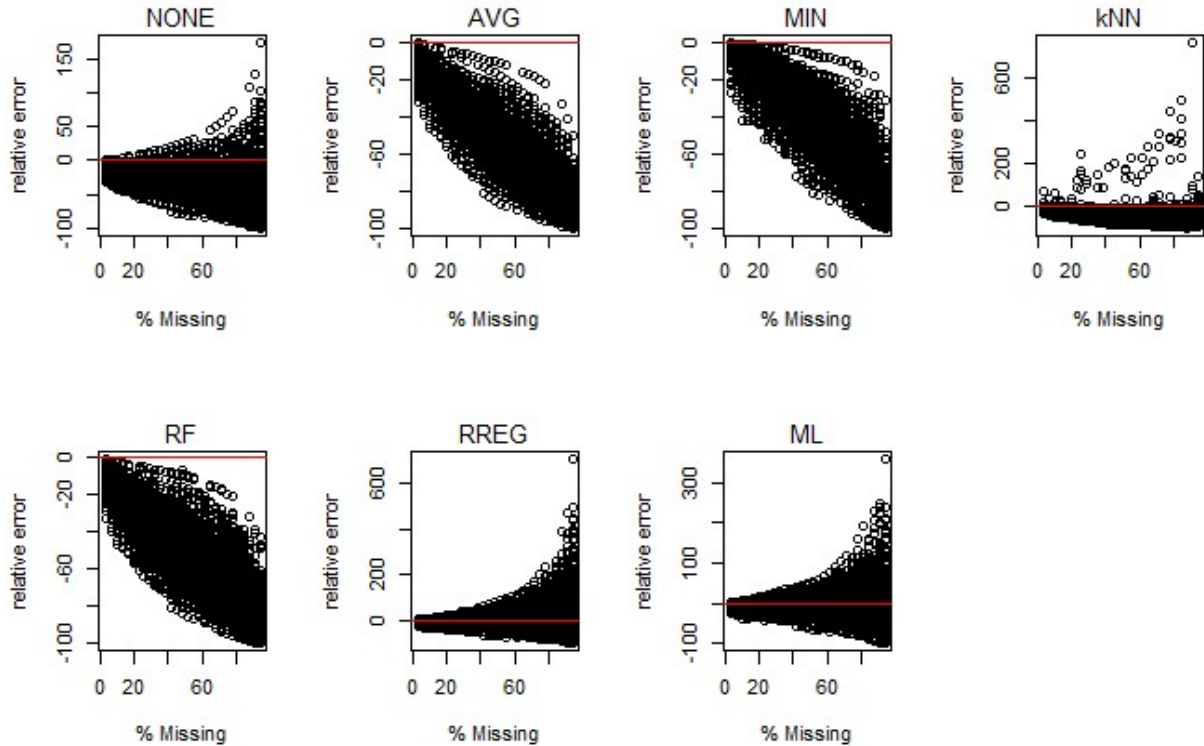 NONE
relative error
150
50
0
-100
0 20 60
% Missing
AVG
relative error
0
-20
-60
-100
0 20 60
% Missing
MIN
relative error
0
-20
-60
-100
0 20 60
% Missing
kNN
relative error
600
200
0
0 20 60
% Missing
RF
relative error
0
-20
-60
-100
0 20 60
% Missing
RREG
relative error
600
200
0
0 20 60
% Missing
ML
relative error
300
100
-100
0 20 60
% Missing